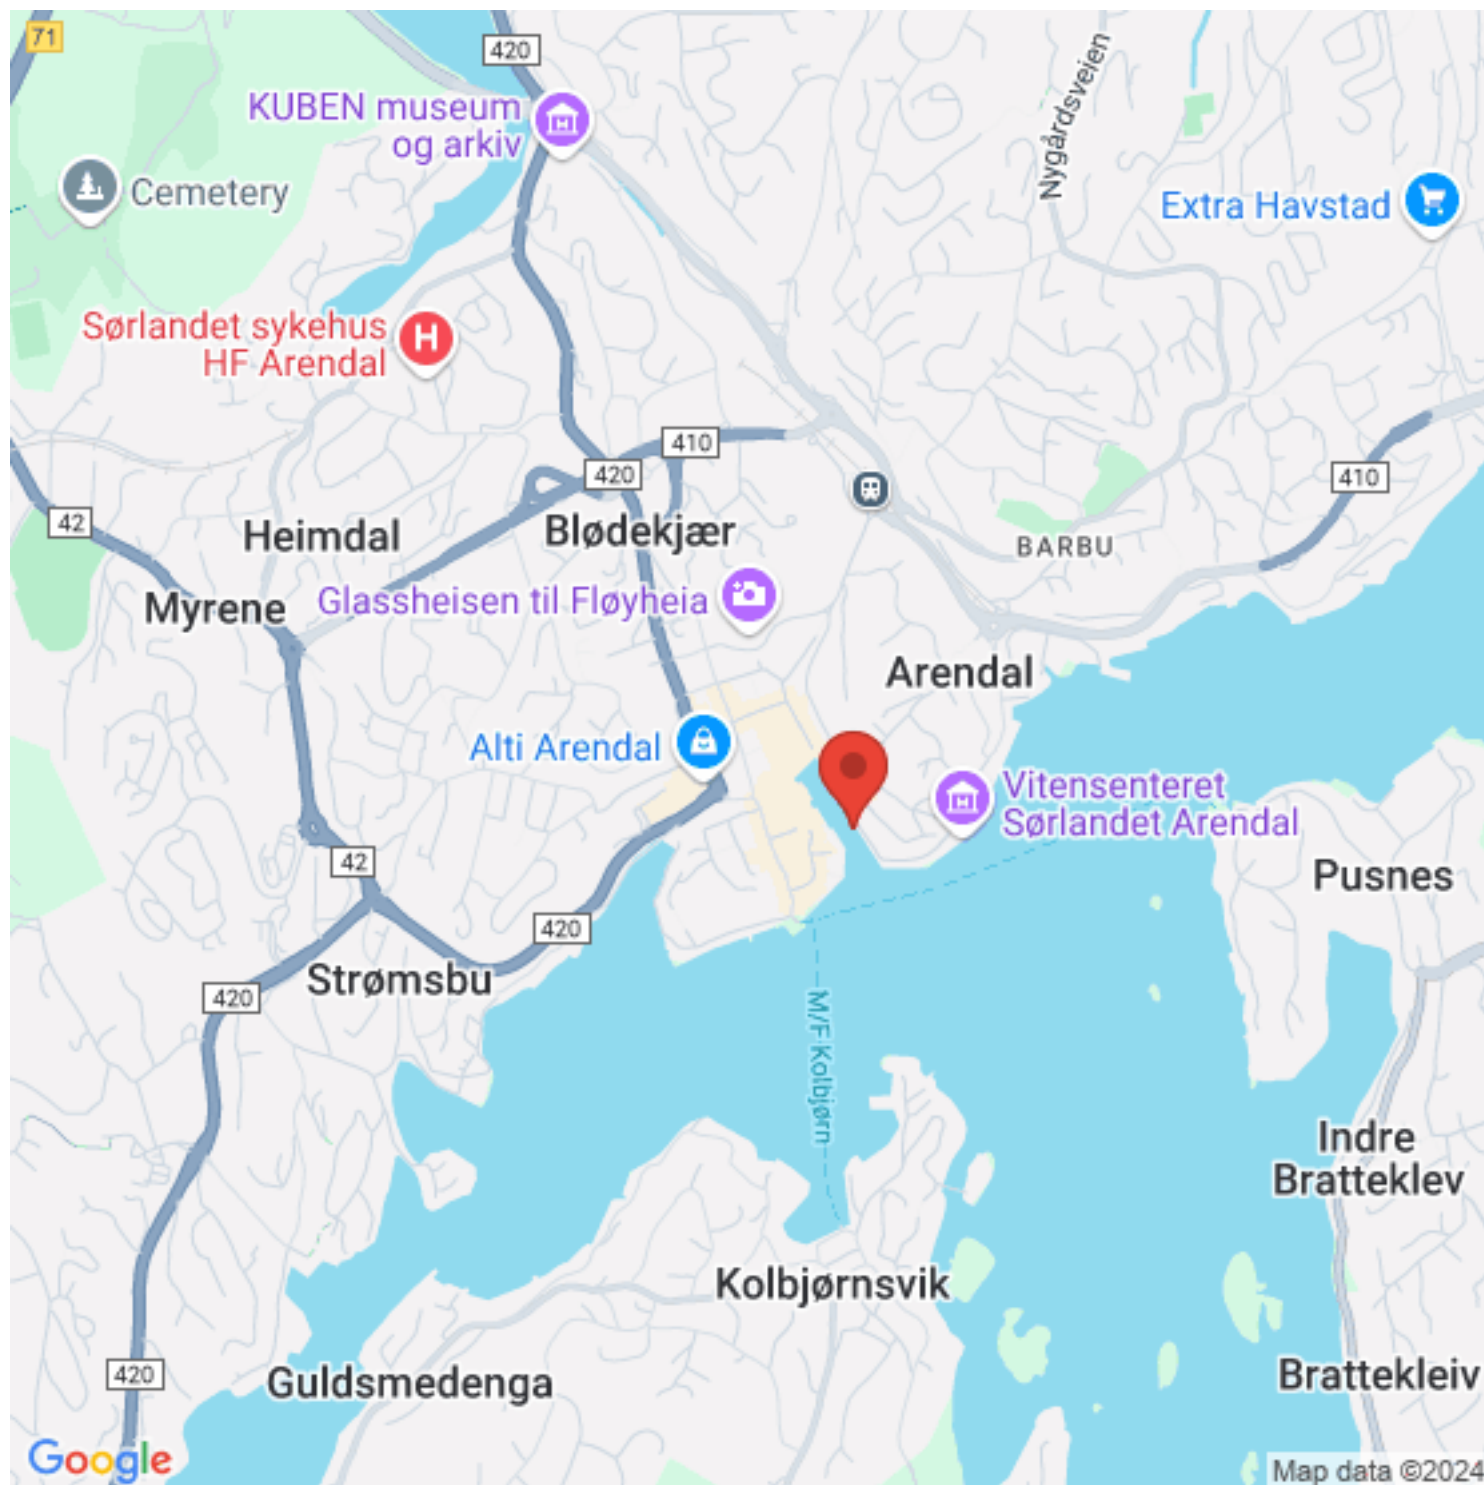 71
420
KUBEN museum
og arkiv
Nygårdsveien
Cemetery
Extra Havstad
Sørlandet sykehus
HF Arendal
410
420
410
42
Heimdal
Blødekjær
BARBU
Myrene
Glassheisen til Fløyheia
Arendal
Alti Arendal
Vitensenteret
Sørlandet Arendal
42
Pusnes
420
Strømsbu
420
M/F Kolbjørn
Indre
Bratteklev
Kolbjørnsvik
420
Guldsmedenga
Brattekleiv
Google
Map data ©2024